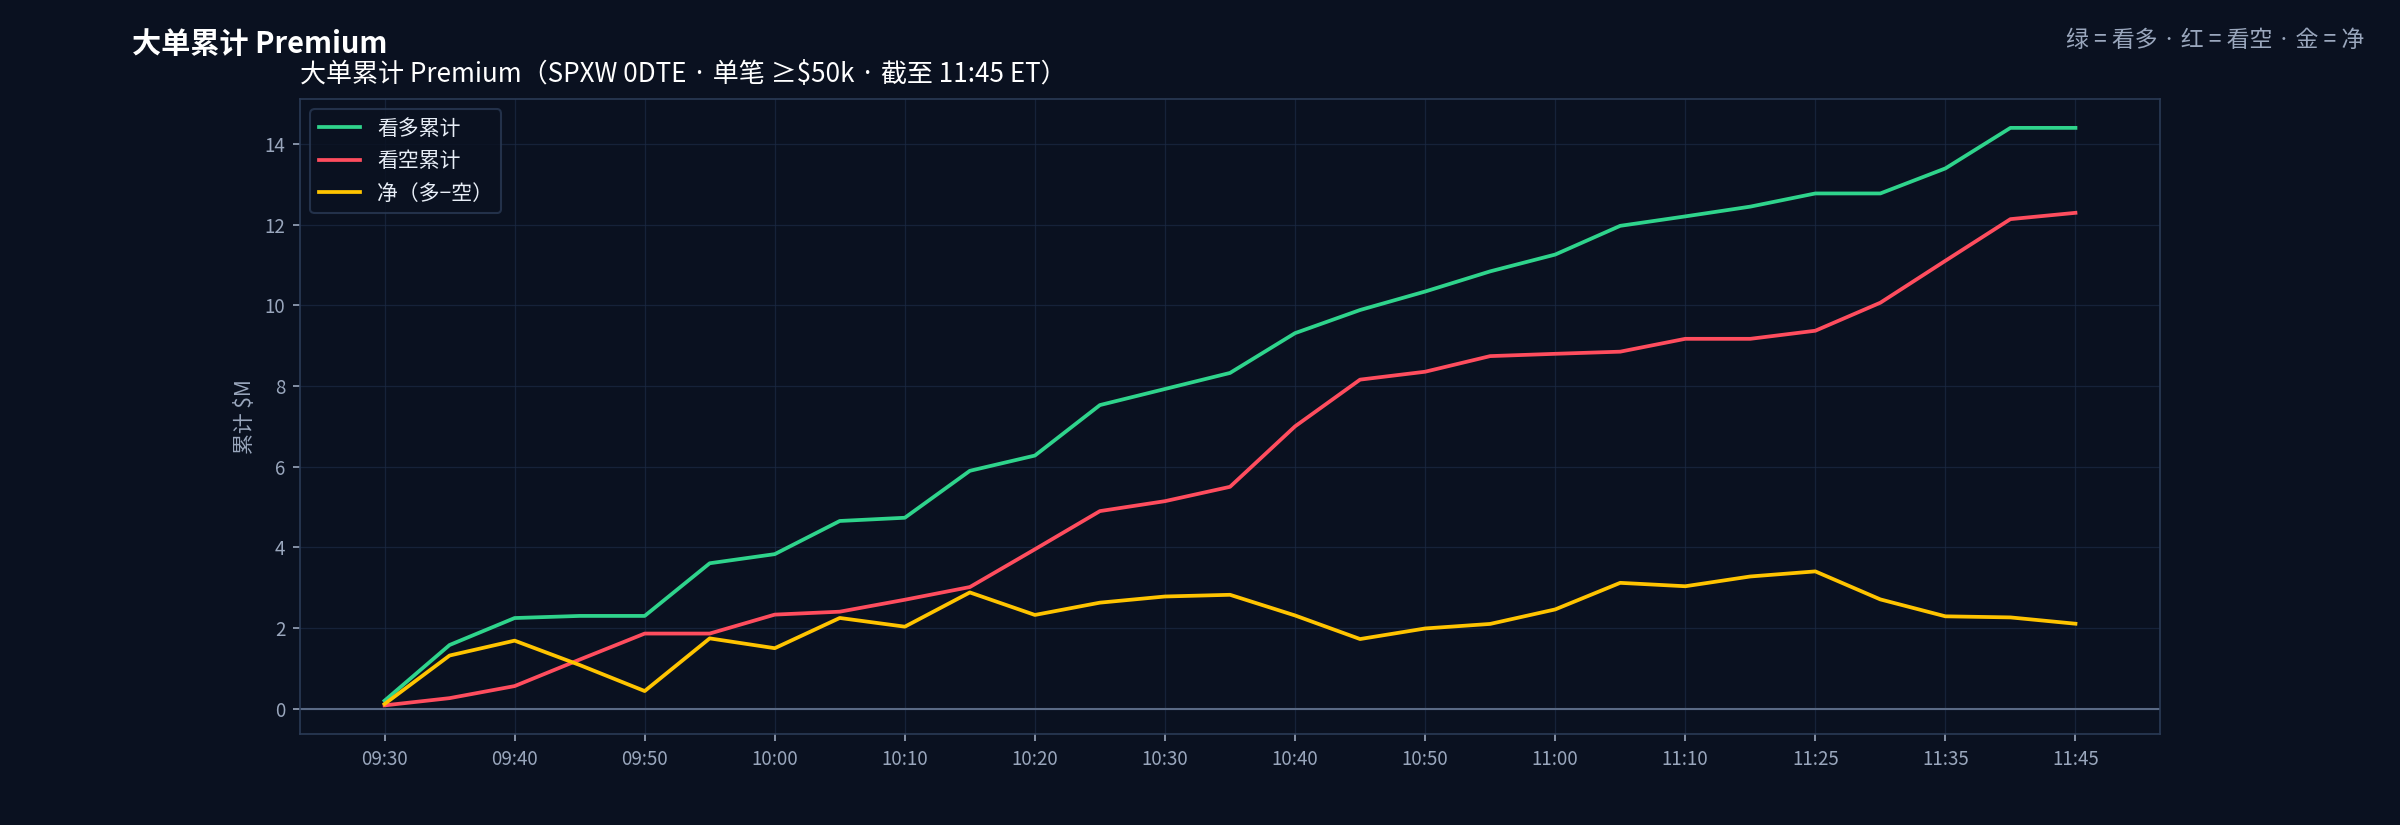 大单累计 Premium
绿 = 看多 · 红 = 看空 · 金 = 净
大单累计 Premium（SPXW 0DTE · 单笔 ≥$50k · 截至 11:45 ET）
看多累计
看空累计
净（多−空）
累计 $M
14
12
10
8
6
4
2
0
09:30 09:40 09:50 10:00 10:10 10:20 10:30 10:40 10:50 11:00 11:10 11:25 11:35 11:45